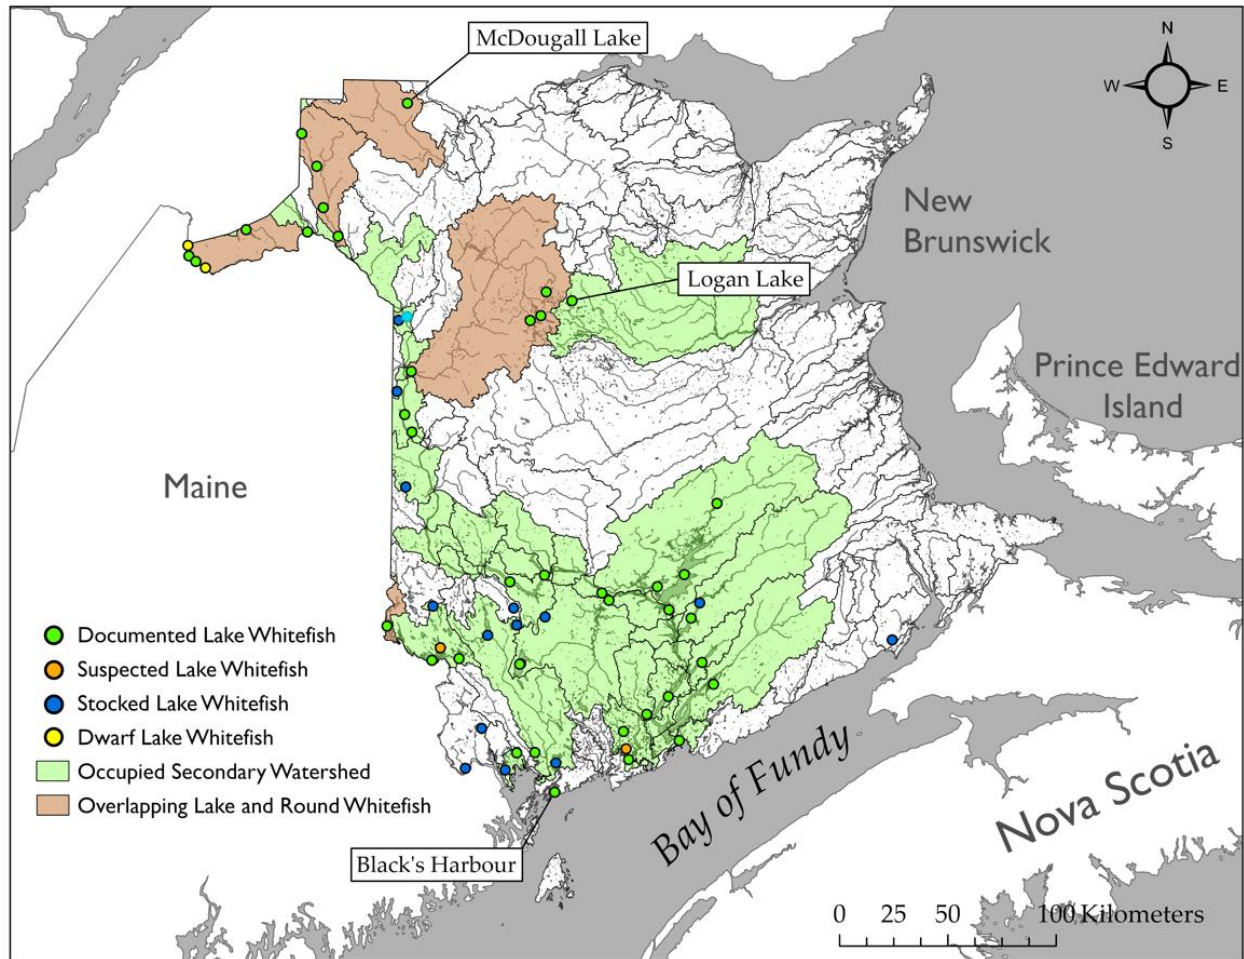 McDougall Lake
N
W
E
S
New
Brunswick
Logan Lake
Prince Edward
Island
Maine
Documented Lake Whitefish
Suspected Lake Whitefish
Stocked Lake Whitefish
Dwarf Lake Whitefish
Occupied Secondary Watershed
Overlapping Lake and Round Whitefish
Bay of Fundy
Nova Scotia
Black's Harbour
0 25 50 100 Kilometers